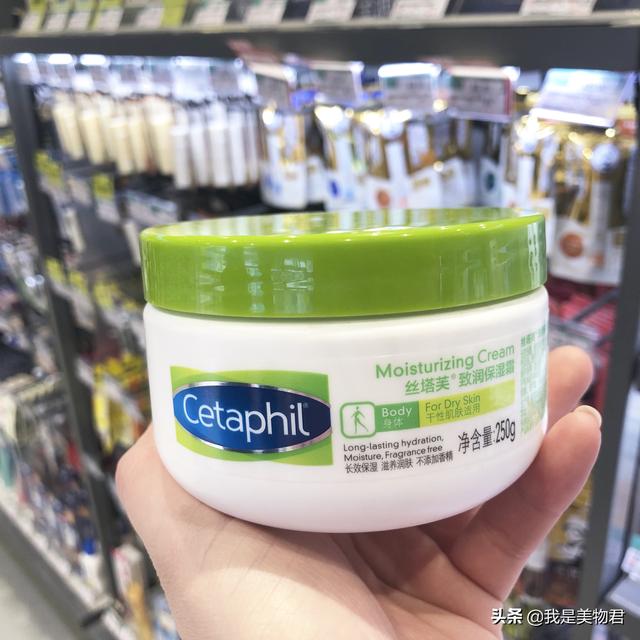 Cetaphil®
Moisturizing Cream
丝塔芙® 致润保湿霜
Body
身体
For Dry Skin
干性肌肤适用
Long-lasting hydration,
Moisture, Fragrance free
长效保湿 滋养润肤 不添加香精
净含量:250g
头条 @我是美物君